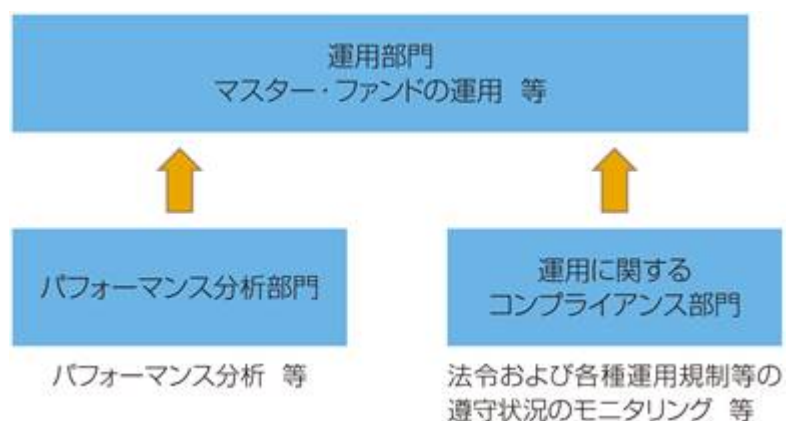 運用部門
マスター・ファンドの運用 等
パフォーマンス分析部門
パフォーマンス分析 等
運用に関する
コンプライアンス部門
法令および各種運用規制等の
遵守状況のモニタリング 等